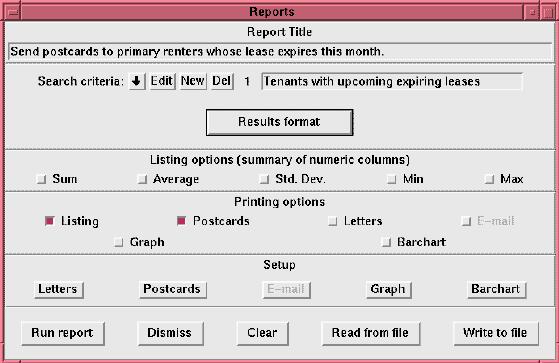 Reports
Report Title
Send postcards to primary renters whose lease expires this month.
Search criteria: Edit New Del 1 Tenants with upcoming expiring leases
Results format
Listing options (summary of numeric columns)
Sum Average Std. Dev. Min Max
Printing options
Listing Postcards Letters E-mail
Graph Barchart
Setup
Letters Postcards E-mail Graph Barchart
Run report Dismiss Clear Read from file Write to file